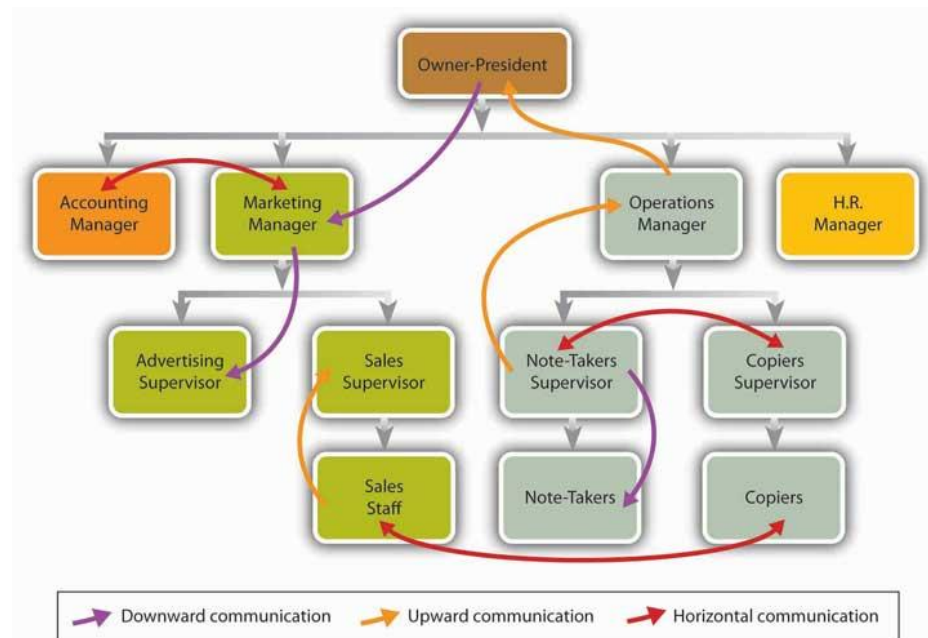 Owner-President
Accounting
Manager
Marketing
Manager
Operations
Manager
H.R.
Manager
Advertising
Supervisor
Sales
Supervisor
Note-Takers
Supervisor
Copiers
Supervisor
Sales
Staff
Note-Takers
Copiers
Downward communication
Upward communication
Horizontal communication